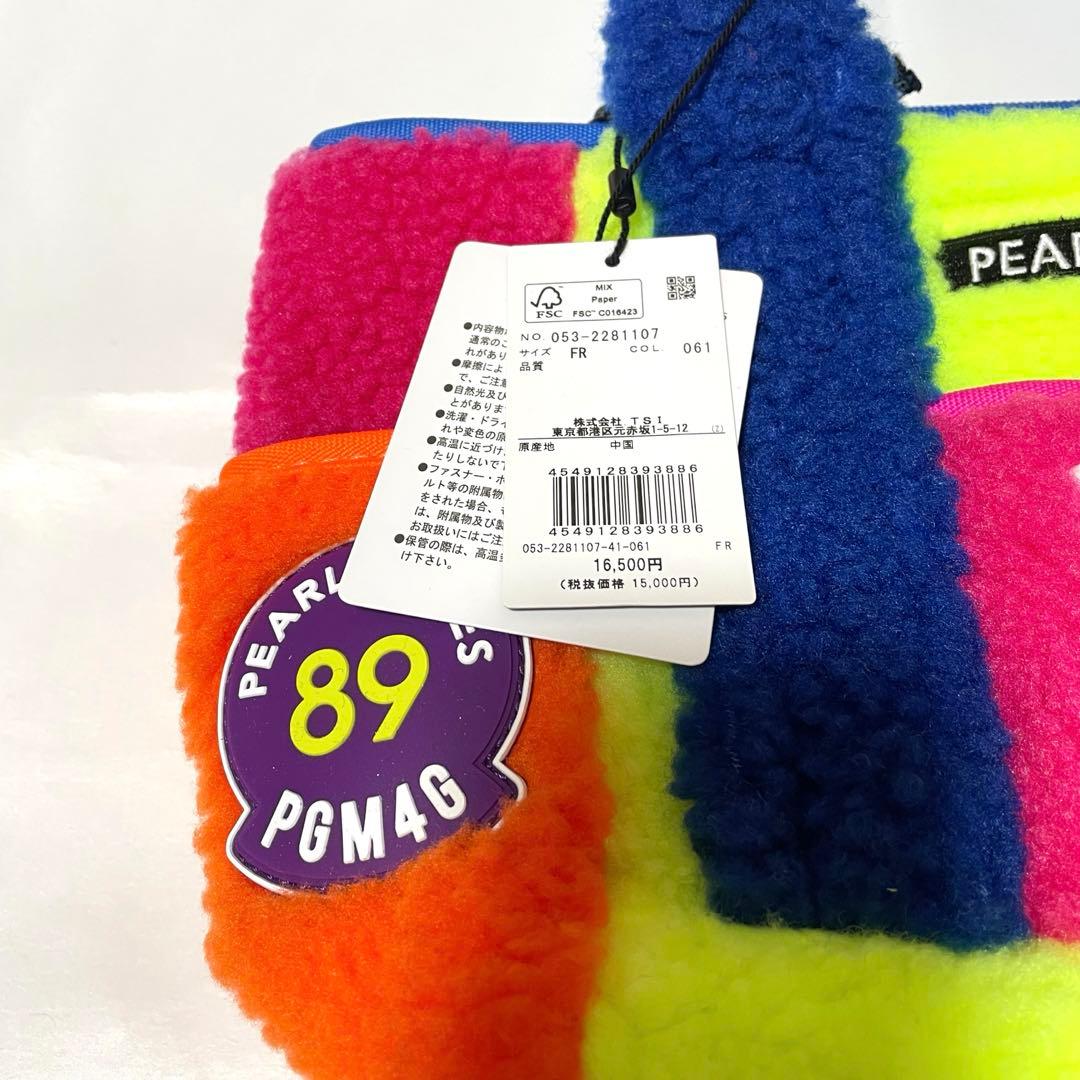 PEAR
MIX
Paper
FSC™ C016423
FSC
NO. 053-2281107
サイズ FR COL. 061
品質
株式会社 TSI
東京都港区元赤坂1-5-12 (Z)
原産地 中国
4549128393886
4549128393886
053-2281107-41-061 FR
16,500円
(税抜価格 15,000円)
●内容物
通常のご
れがあり
●摩擦によ
で、ご注意
●自然光及び
とがありま
●洗濯・ドライ
れや変色の原
●高温に近づけ
たりしないで
●ファスナー・ホ
ルト等の附属物
をされた場合、
は、附属物及び製
お取扱いにはご注
●保管の際は、高温
け下さい。
S
PEARL
S
89
PGM4G